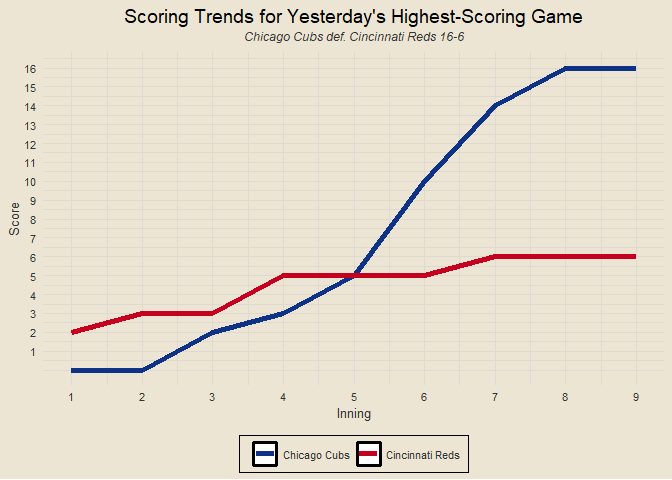 Scoring Trends for Yesterday's Highest-Scoring Game
Chicago Cubs def. Cincinnati Reds 16-6
16
15
14
13
12
11
10
9
8
7
6
5
4
3
2
1
Score
1 2 3 4 5 6 7 8 9
Inning
Chicago Cubs Cincinnati Reds